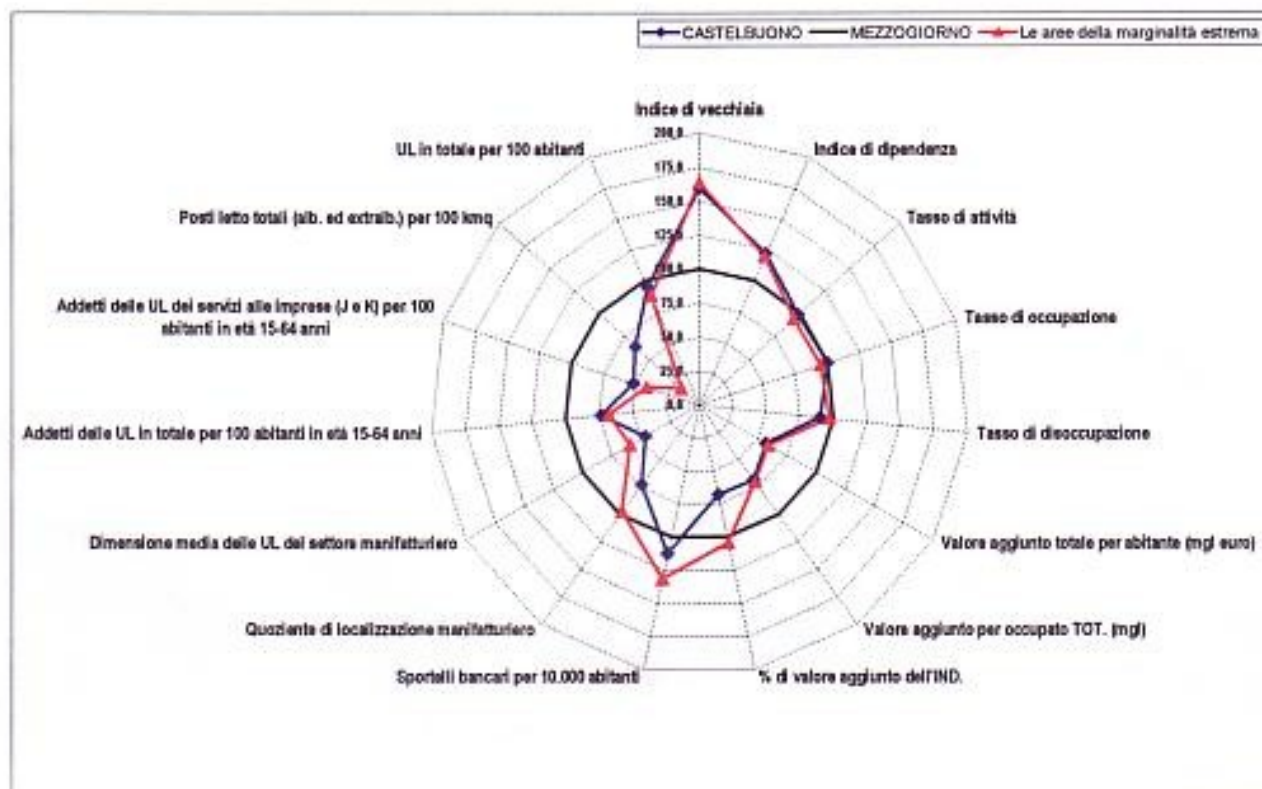 CASTELBUONO MEZZOGIORNO Le aree della marginalità estrema
Indice di vecchiaia
200,0
UL in totale per 100 abitanti
Indice di dipendenza
175,0
150,0
Posti letto totali (alb. ed extralb.) per 100 kmq
Tasso di attività
125,0
100,0
Addetti delle UL dei servizi alle imprese (J e K) per 100
abitanti in età 15-64 anni
75,0
Tasso di occupazione
50,0
25,0
0,0
Addetti delle UL in totale per 100 abitanti in età 15-64 anni
Tasso di disoccupazione
Dimensione media delle UL del settore manifatturiero
Valore aggiunto totale per abitante (mgl euro)
Quoziente di localizzazione manifatturiero
Valore aggiunto per occupato TOT. (mgl)
Sportelli bancari per 10.000 abitanti
% di valore aggiunto dell'IND.